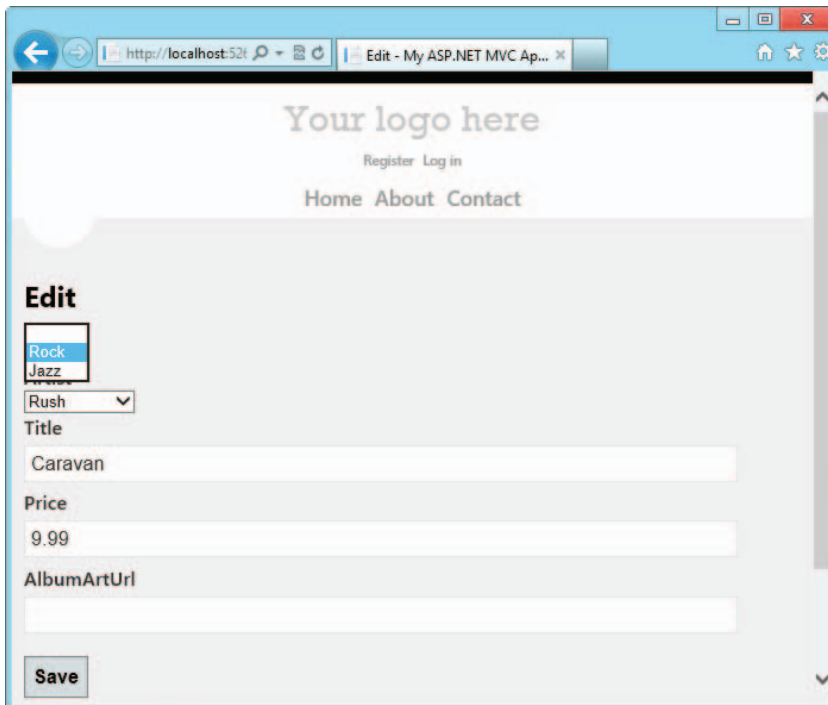 http://localhost:526
Edit - My ASP.NET MVC Ap...
Your logo here
Register Log in
Home About Contact
Edit
Rock
Jazz
Rush
Title
Caravan
Price
9.99
AlbumArtUrl
Save